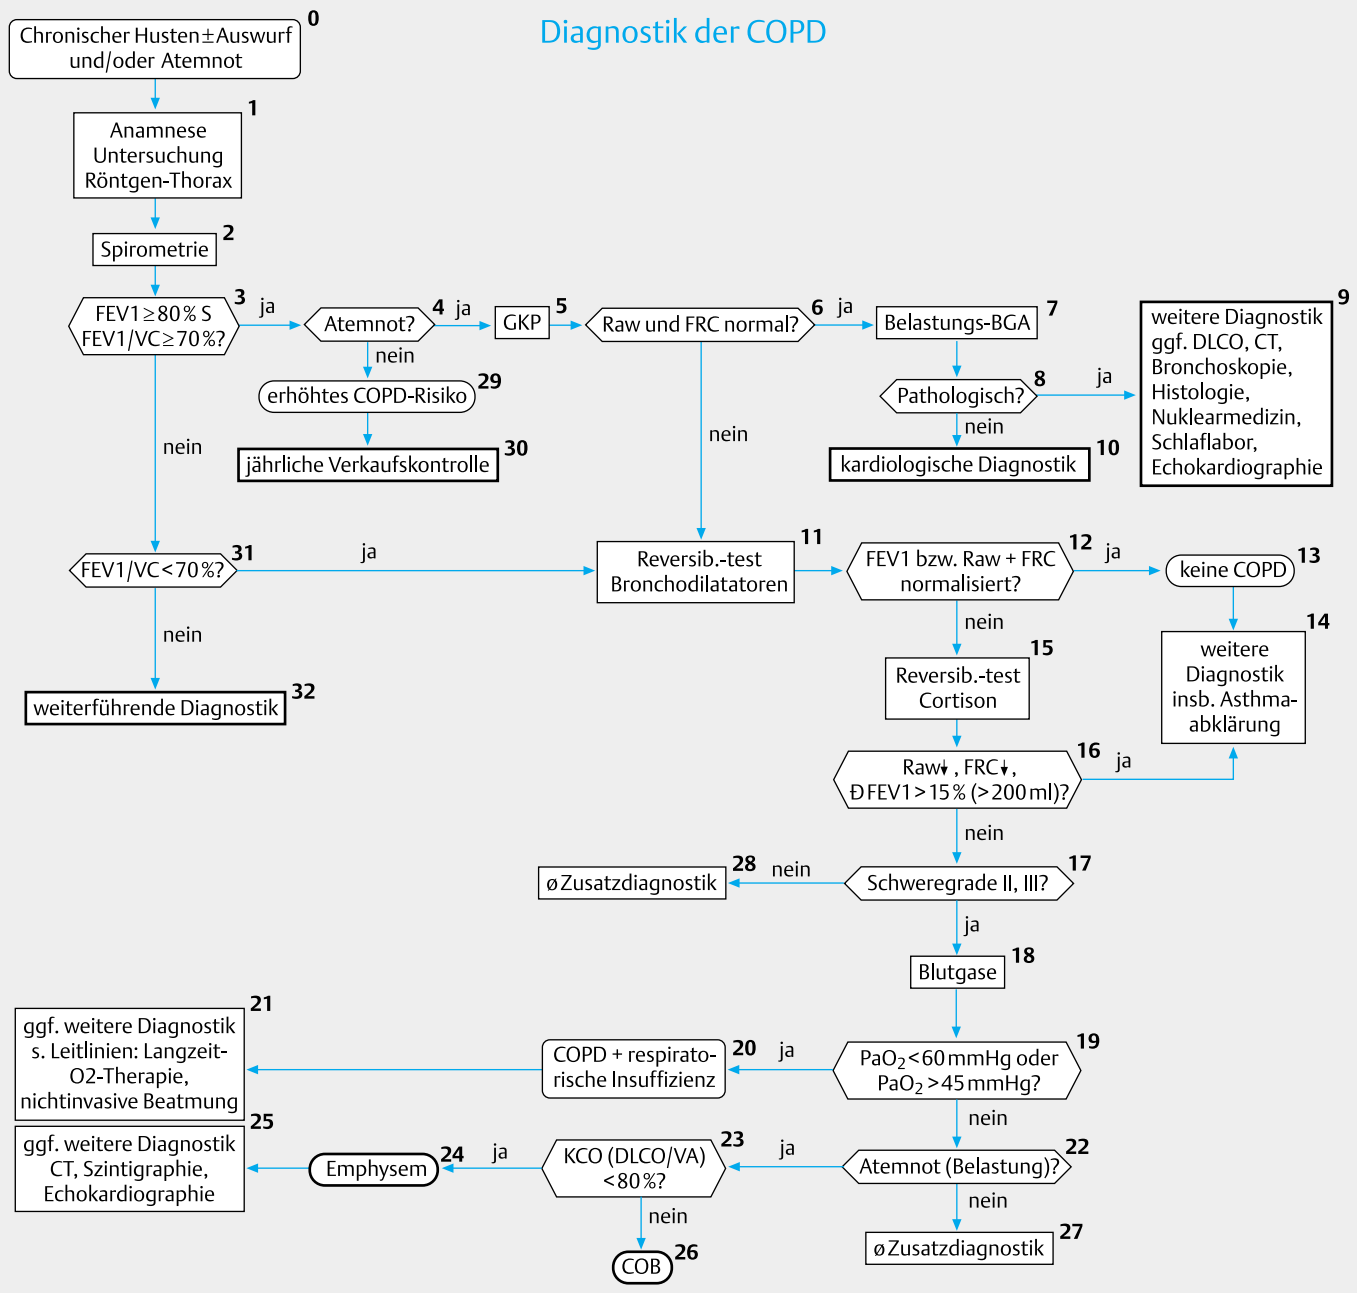 Diagnostik der COPD
0
Chronischer Husten±Auswurf
und/oder Atemnot
1
Anamnese
Untersuchung
Röntgen-Thorax
2
Spirometrie
3
FEV1≥80% S
FEV1/VC≥70%?
ja
4
Atemnot?
ja
5
GKP
6
Raw und FRC normal?
ja
7
Belastungs-BGA
9
weitere Diagnostik
ggf. DLCO, CT,
Bronchoskopie,
Histologie,
Nuklearmedizin,
Schlaflabor,
Echokardiographie
nein
29
erhöhtes COPD-Risiko
8
Pathologisch?
ja
nein
nein
nein
30
jährliche Verkaufskontrolle
10
kardiologische Diagnostik
31
FEV1/VC<70%?
ja
11
Reversib.-test
Bronchodilatatoren
12
FEV1 bzw. Raw + FRC
normalisiert?
ja
13
keine COPD
nein
nein
14
weitere
Diagnostik
insb. Asthma-
abklärung
15
Reversib.-test
Cortison
32
weiterführende Diagnostik
16
Raw↓, FRC↓,
ÐFEV1>15% (>200ml)?
ja
nein
28
øZusatzdiagnostik
nein
17
Schweregrade II, III?
ja
18
Blutgase
21
ggf. weitere Diagnostik
s. Leitlinien: Langzeit-
O2-Therapie,
nichtinvasive Beatmung
20
COPD + respirato-
rische Insuffizienz
ja
19
PaO2<60mmHg oder
PaO2>45mmHg?
nein
25
ggf. weitere Diagnostik
CT, Szintigraphie,
Echokardiographie
24
Emphysem
ja
23
KCO (DLCO/VA)
<80%?
ja
22
Atemnot (Belastung)?
nein
nein
26
COB
27
øZusatzdiagnostik